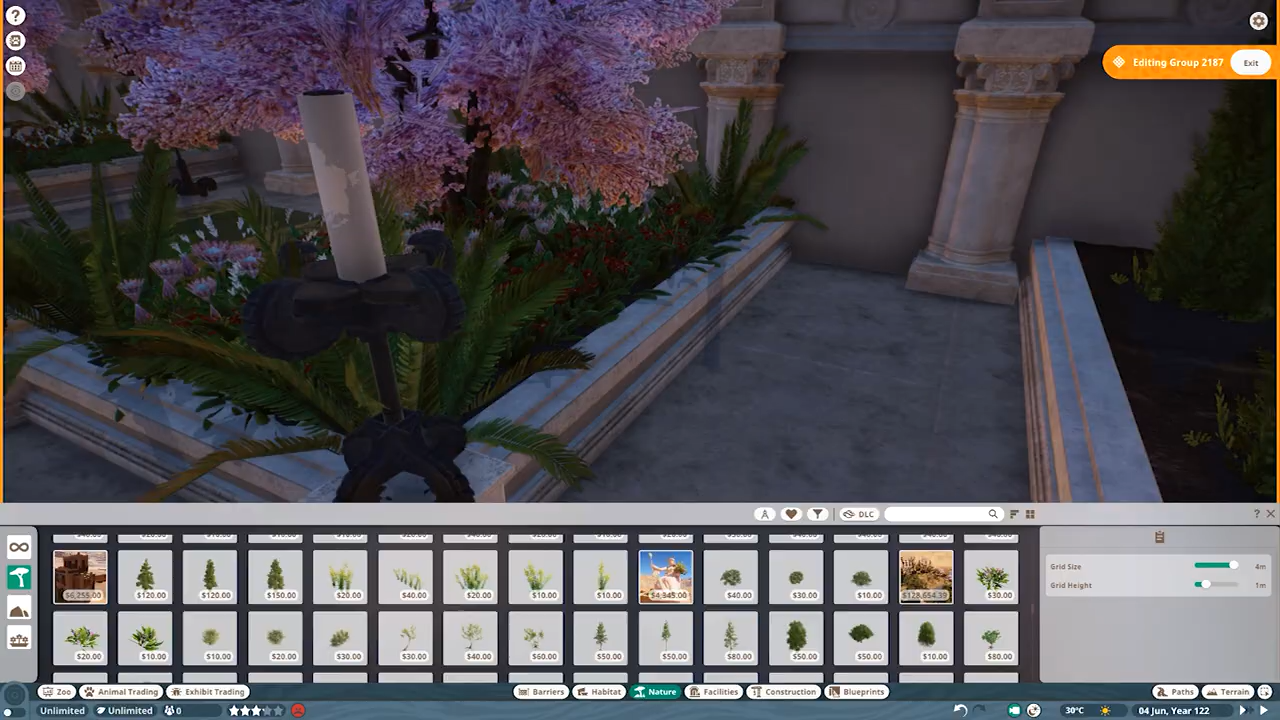 ?
Editing Group 2187 Exit
DLC
? ×
$6,255.00 $120.00 $120.00 $150.00 $20.00 $40.00 $20.00 $10.00 $10.00 $4,345.00 $40.00 $30.00 $10.00 $128,654.39 $30.00
Grid Size 4m
Grid Height 1m
$20.00 $10.00 $10.00 $20.00 $30.00 $30.00 $40.00 $60.00 $50.00 $50.00 $80.00 $50.00 $50.00 $10.00 $80.00
Zoo Animal Trading Exhibit Trading Barriers Habitat Nature Facilities Construction Blueprints Paths Terrain
Unlimited Unlimited 0 30°C 04 Jun, Year 122